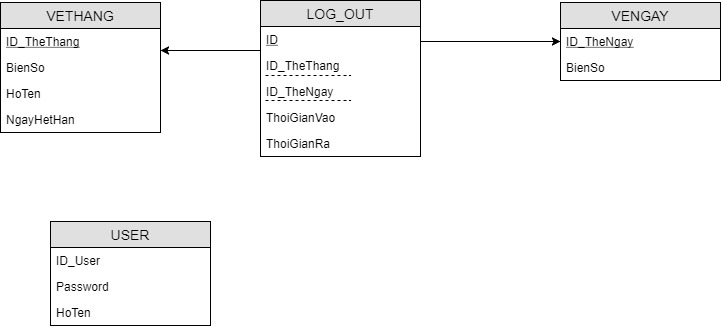 VETHANG
ID_TheThang
BienSo
HoTen
NgayHetHan
LOG_OUT
ID
ID_TheThang
ID_TheNgay
ThoiGianVao
ThoiGianRa
VENGAY
ID_TheNgay
BienSo
USER
ID_User
Password
HoTen